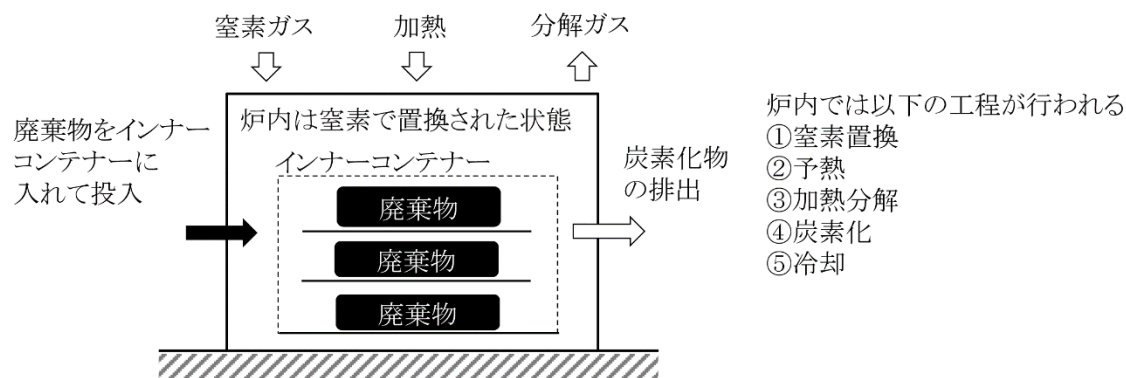 窒素ガス
加熱
分解ガス
廃棄物をインナー
コンテナーに
入れて投入
炉内は窒素で置換された状態
インナーコンテナー
廃棄物
廃棄物
廃棄物
炭素化物
の排出
炉内では以下の工程が行われる
①窒素置換
②予熱
③加熱分解
④炭素化
⑤冷却